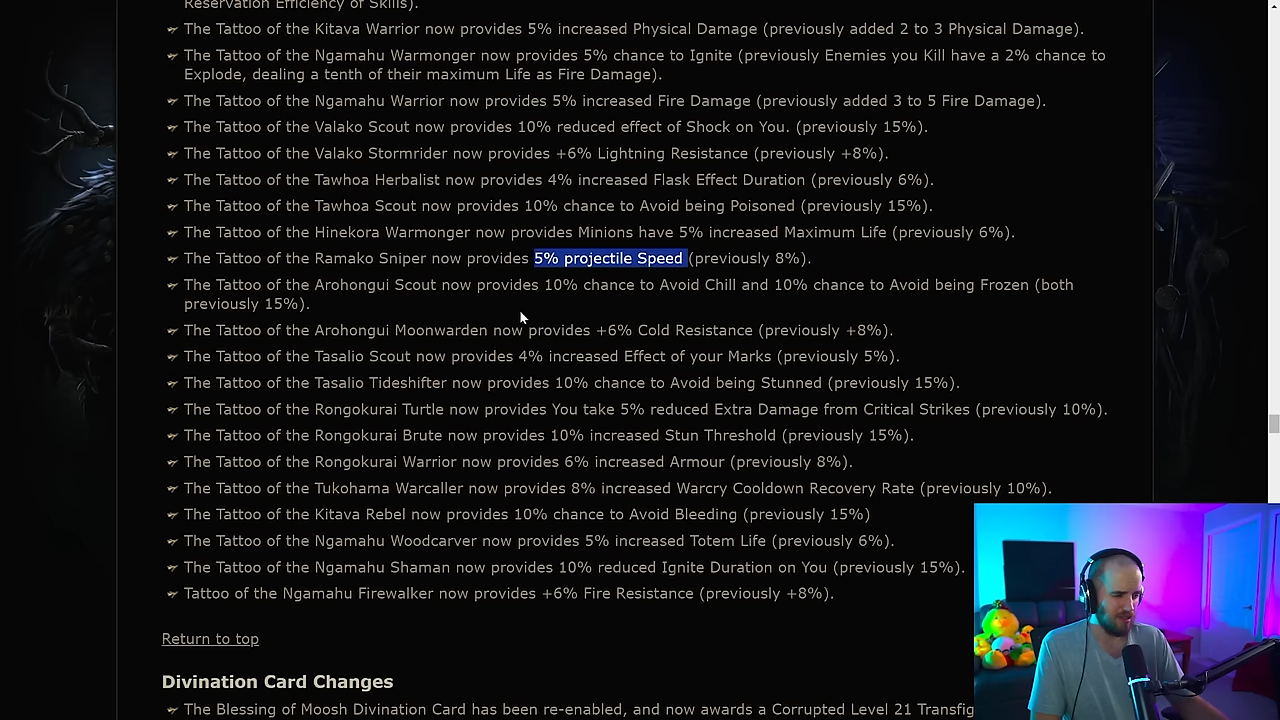 Reservation Efficiency of Skills).
The Tattoo of the Kitava Warrior now provides 5% increased Physical Damage (previously added 2 to 3 Physical Damage).
The Tattoo of the Ngamahu Warmonger now provides 5% chance to Ignite (previously Enemies you Kill have a 2% chance to
Explode, dealing a tenth of their maximum Life as Fire Damage).
The Tattoo of the Ngamahu Warrior now provides 5% increased Fire Damage (previously added 3 to 5 Fire Damage).
The Tattoo of the Valako Scout now provides 10% reduced effect of Shock on You. (previously 15%).
The Tattoo of the Valako Stormrider now provides +6% Lightning Resistance (previously +8%).
The Tattoo of the Tawhoa Herbalist now provides 4% increased Flask Effect Duration (previously 6%).
The Tattoo of the Tawhoa Scout now provides 10% chance to Avoid being Poisoned (previously 15%).
The Tattoo of the Hinekora Warmonger now provides Minions have 5% increased Maximum Life (previously 6%).
The Tattoo of the Ramako Sniper now provides 5% projectile Speed (previously 8%).
The Tattoo of the Arohongui Scout now provides 10% chance to Avoid Chill and 10% chance to Avoid being Frozen (both
previously 15%).
The Tattoo of the Arohongui Moonwarden now provides +6% Cold Resistance (previously +8%).
The Tattoo of the Tasalio Scout now provides 4% increased Effect of your Marks (previously 5%).
The Tattoo of the Tasalio Tideshifter now provides 10% chance to Avoid being Stunned (previously 15%).
The Tattoo of the Rongokurai Turtle now provides You take 5% reduced Extra Damage from Critical Strikes (previously 10%).
The Tattoo of the Rongokurai Brute now provides 10% increased Stun Threshold (previously 15%).
The Tattoo of the Rongokurai Warrior now provides 6% increased Armour (previously 8%).
The Tattoo of the Tukohama Warcaller now provides 8% increased Warcry Cooldown Recovery Rate (previously 10%).
The Tattoo of the Kitava Rebel now provides 10% chance to Avoid Bleeding (previously 15%)
The Tattoo of the Ngamahu Woodcarver now provides 5% increased Totem Life (previously 6%).
The Tattoo of the Ngamahu Shaman now provides 10% reduced Ignite Duration on You (previously 15%).
Tattoo of the Ngamahu Firewalker now provides +6% Fire Resistance (previously +8%).
Return to top
Divination Card Changes
The Blessing of Moosh Divination Card has been re-enabled, and now awards a Corrupted Level 21 Transfig